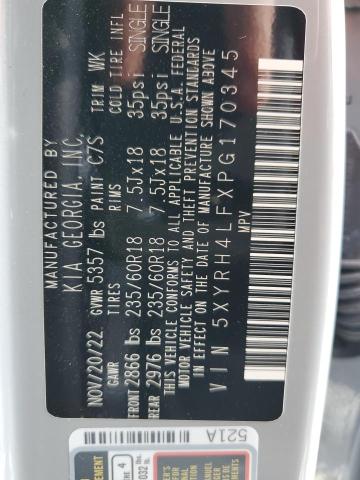 MANUFACTURED BY
KIA GEORGIA, INC.
NOV/20/22 GVWR 5357 lbs PAINT C7S TRIM WK
GAWR TIRES RIMS COLD TIRE INFL
FRONT 2866 lbs 235/60R18 7.5JX18 35psi SINGLE
REAR 2976 lbs 235/60R18 7.5JX18 35psi SINGLE
THIS VEHICLE CONFORMS TO ALL APPLICABLE U.S.A. FEDERAL
MOTOR VEHICLE SAFETY AND THEFT PREVENTION STANDARDS
IN EFFECT ON THE DATE OF MANUFACTURE SHOWN ABOVE
VIN 5XYRH4LFXPG170345
MPV
521A
4